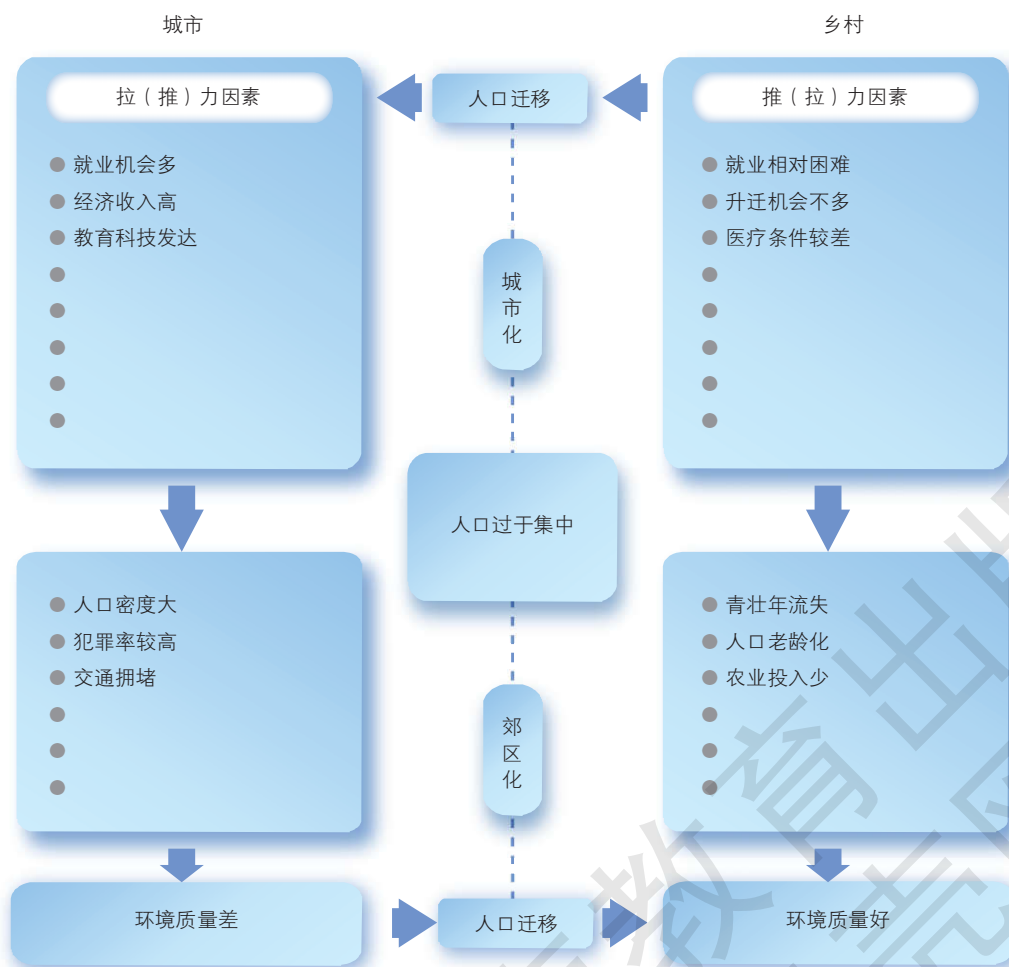 城市
乡村
拉（推）力因素
人口迁移
推（拉）力因素
就业机会多
经济收入高
教育科技发达
城市化
就业相对困难
升迁机会不多
医疗条件较差
人口过于集中
人口密度大
犯罪率较高
交通拥堵
郊区化
青壮年流失
人口老龄化
农业投入少
环境质量差
人口迁移
环境质量好
教育出版